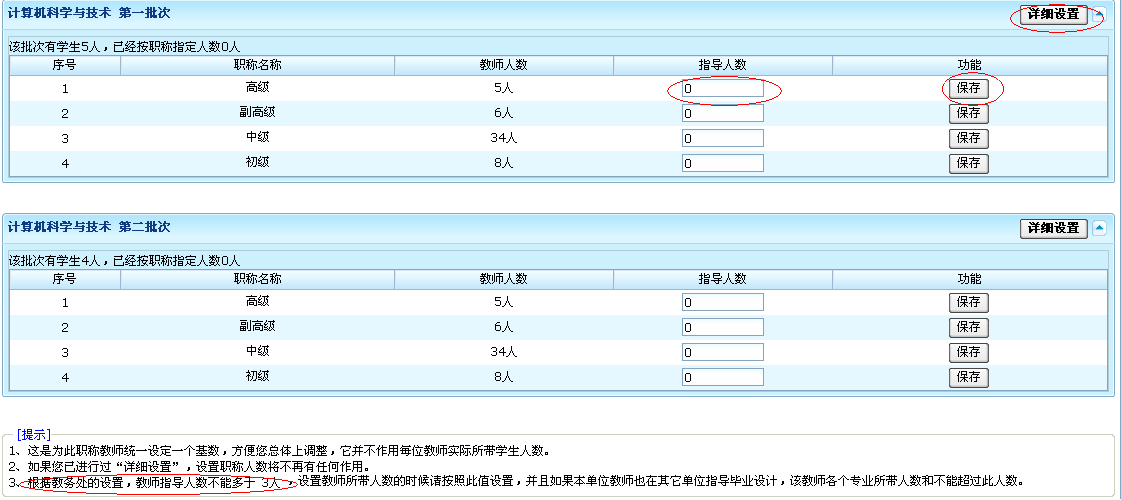 计算机科学与技术 第一批次 详细设置
该批次有学生5人，已经按职称指定人数0人
序号 职称名称 教师人数 指导人数 功能
1 高级 5人 0 保存
2 副高级 6人 0 保存
3 中级 34人 0 保存
4 初级 8人 0 保存
计算机科学与技术 第二批次 详细设置
该批次有学生4人，已经按职称指定人数0人
序号 职称名称 教师人数 指导人数 功能
1 高级 5人 0 保存
2 副高级 6人 0 保存
3 中级 34人 0 保存
4 初级 8人 0 保存
[提示]
1、这是为此职称教师统一设定一个基数，方便您总体上调整，它并不作用每位教师实际所带学生人数。
2、如果您已进行过“详细设置”，设置职称人数将不再有任何作用。
3、根据教务处的设置，教师指导人数不能多于 3人 ，设置教师所带人数的时候请按照此值设置，并且如果本单位教师也在其它单位指导毕业设计，该教师各个专业所带人数和不能超过此人数。